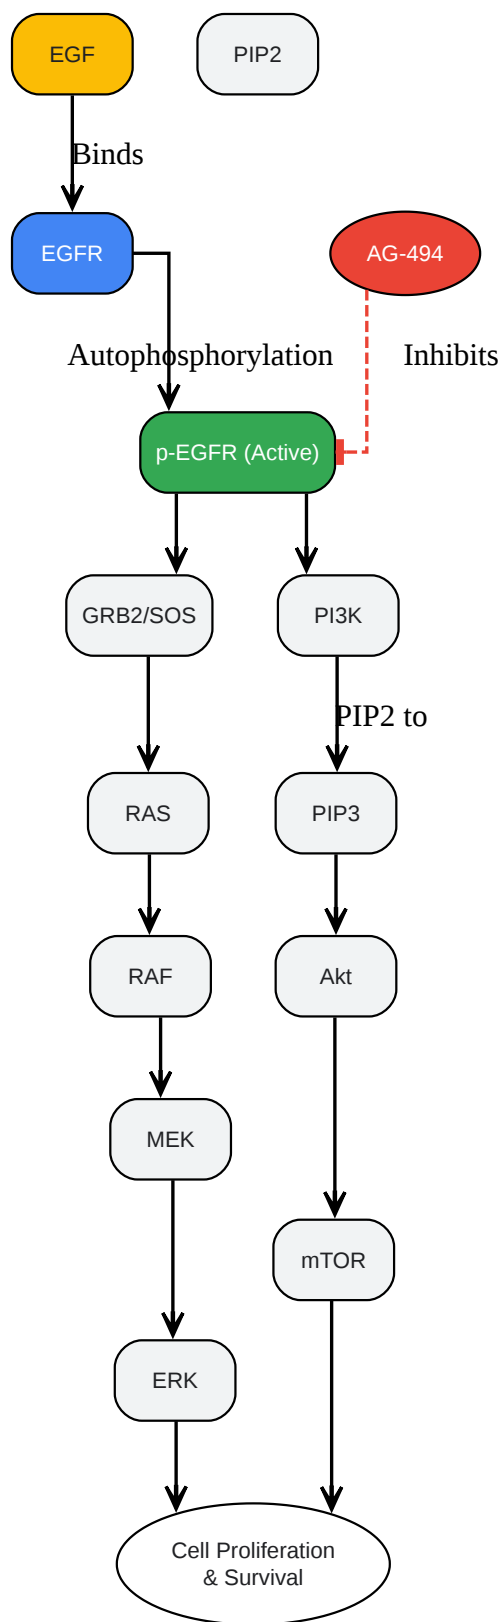 EGF
PIP2
Binds
EGFR
AG-494
Autophosphorylation
Inhibits
p-EGFR (Active)
GRB2/SOS
PI3K
PIP2 to
RAS
PIP3
RAF
Akt
MEK
mTOR
ERK
Cell Proliferation
& Survival